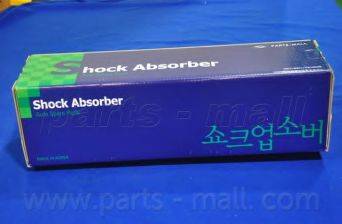 PARTS-MALL
Shock Absorber
Shock Absorber
Auto Spare Parts
Parts-mall
쇼크업소버
MADE IN KOREA
www.parts-mall.com